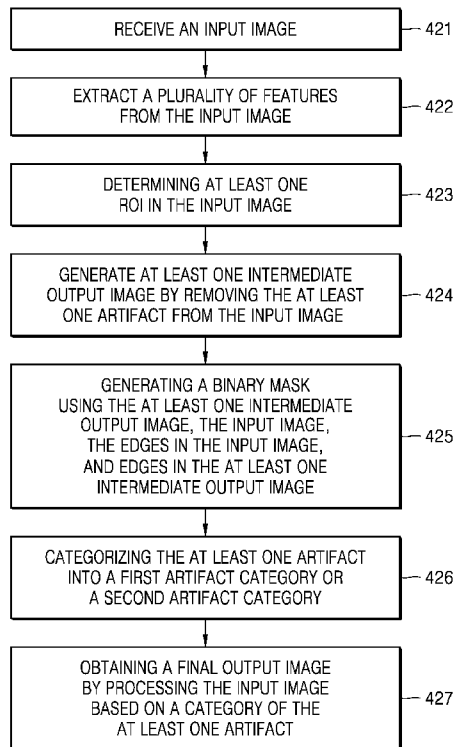 RECEIVE AN INPUT IMAGE
421
EXTRACT A PLURALITY OF FEATURES
FROM THE INPUT IMAGE
422
DETERMINING AT LEAST ONE
ROI IN THE INPUT IMAGE
423
GENERATE AT LEAST ONE INTERMEDIATE
OUTPUT IMAGE BY REMOVING THE AT LEAST
ONE ARTIFACT FROM THE INPUT IMAGE
424
GENERATING A BINARY MASK
USING THE AT LEAST ONE INTERMEDIATE
OUTPUT IMAGE, THE INPUT IMAGE,
THE EDGES IN THE INPUT IMAGE,
AND EDGES IN THE AT LEAST ONE
INTERMEDIATE OUTPUT IMAGE
425
CATEGORIZING THE AT LEAST ONE ARTIFACT
INTO A FIRST ARTIFACT CATEGORY OR
A SECOND ARTIFACT CATEGORY
426
OBTAINING A FINAL OUTPUT IMAGE
BY PROCESSING THE INPUT IMAGE
BASED ON A CATEGORY OF THE
AT LEAST ONE ARTIFACT
427